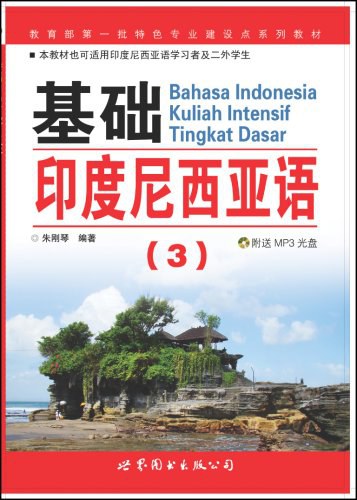 教育部第一批特色专业建设点系列教材
■ 本教材也可适用印度尼西亚语学习者及二外学生
基础
Bahasa Indonesia
Kuliah Intensif
Tingkat Dasar
印度尼西亚语
◎ 朱刚琴 编著
(3)
附送 MP3 光盘
世界图书出版公司